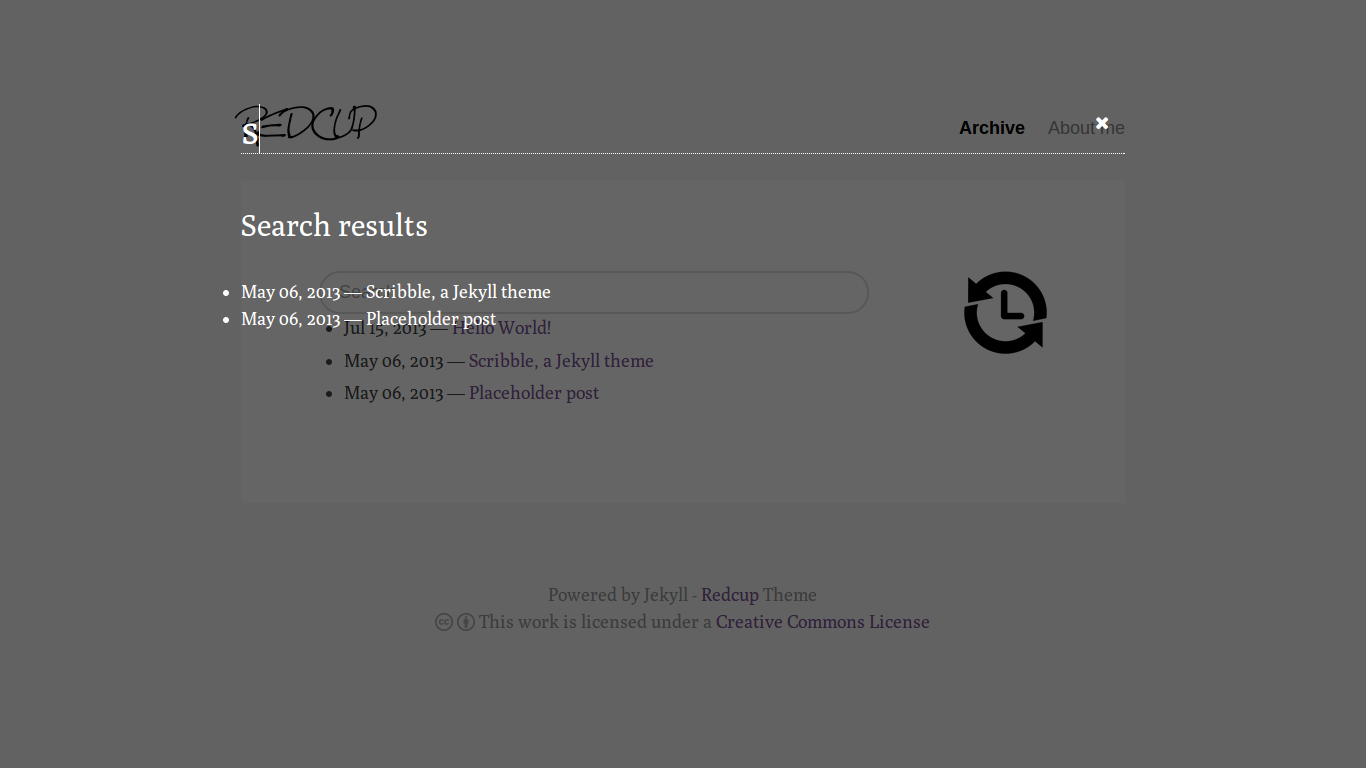 REDCUP
s
Archive About me
Search results
May 06, 2013 — Scribble, a Jekyll theme
May 06, 2013 — Placeholder post
Jul 15, 2013 — Hello World!
May 06, 2013 — Scribble, a Jekyll theme
May 06, 2013 — Placeholder post
Powered by Jekyll - Redcup Theme
This work is licensed under a Creative Commons License